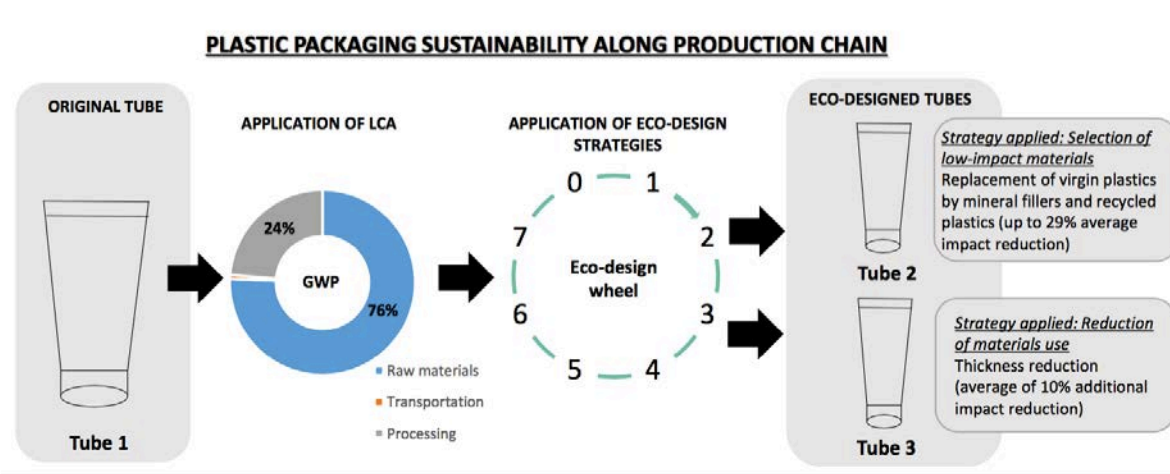 PLASTIC PACKAGING SUSTAINABILITY ALONG PRODUCTION CHAIN
ORIGINAL TUBE
Tube 1
APPLICATION OF LCA
24%
GWP
76%
Raw materials
Transportation
Processing
APPLICATION OF ECO-DESIGN
STRATEGIES
0
1
2
3
4
5
6
7
Eco-design
wheel
ECO-DESIGNED TUBES
Tube 2
Strategy applied: Selection of
low-impact materials
Replacement of virgin plastics
by mineral fillers and recycled
plastics (up to 29% average
impact reduction)
Tube 3
Strategy applied: Reduction
of materials use
Thickness reduction
(average of 10% additional
impact reduction)